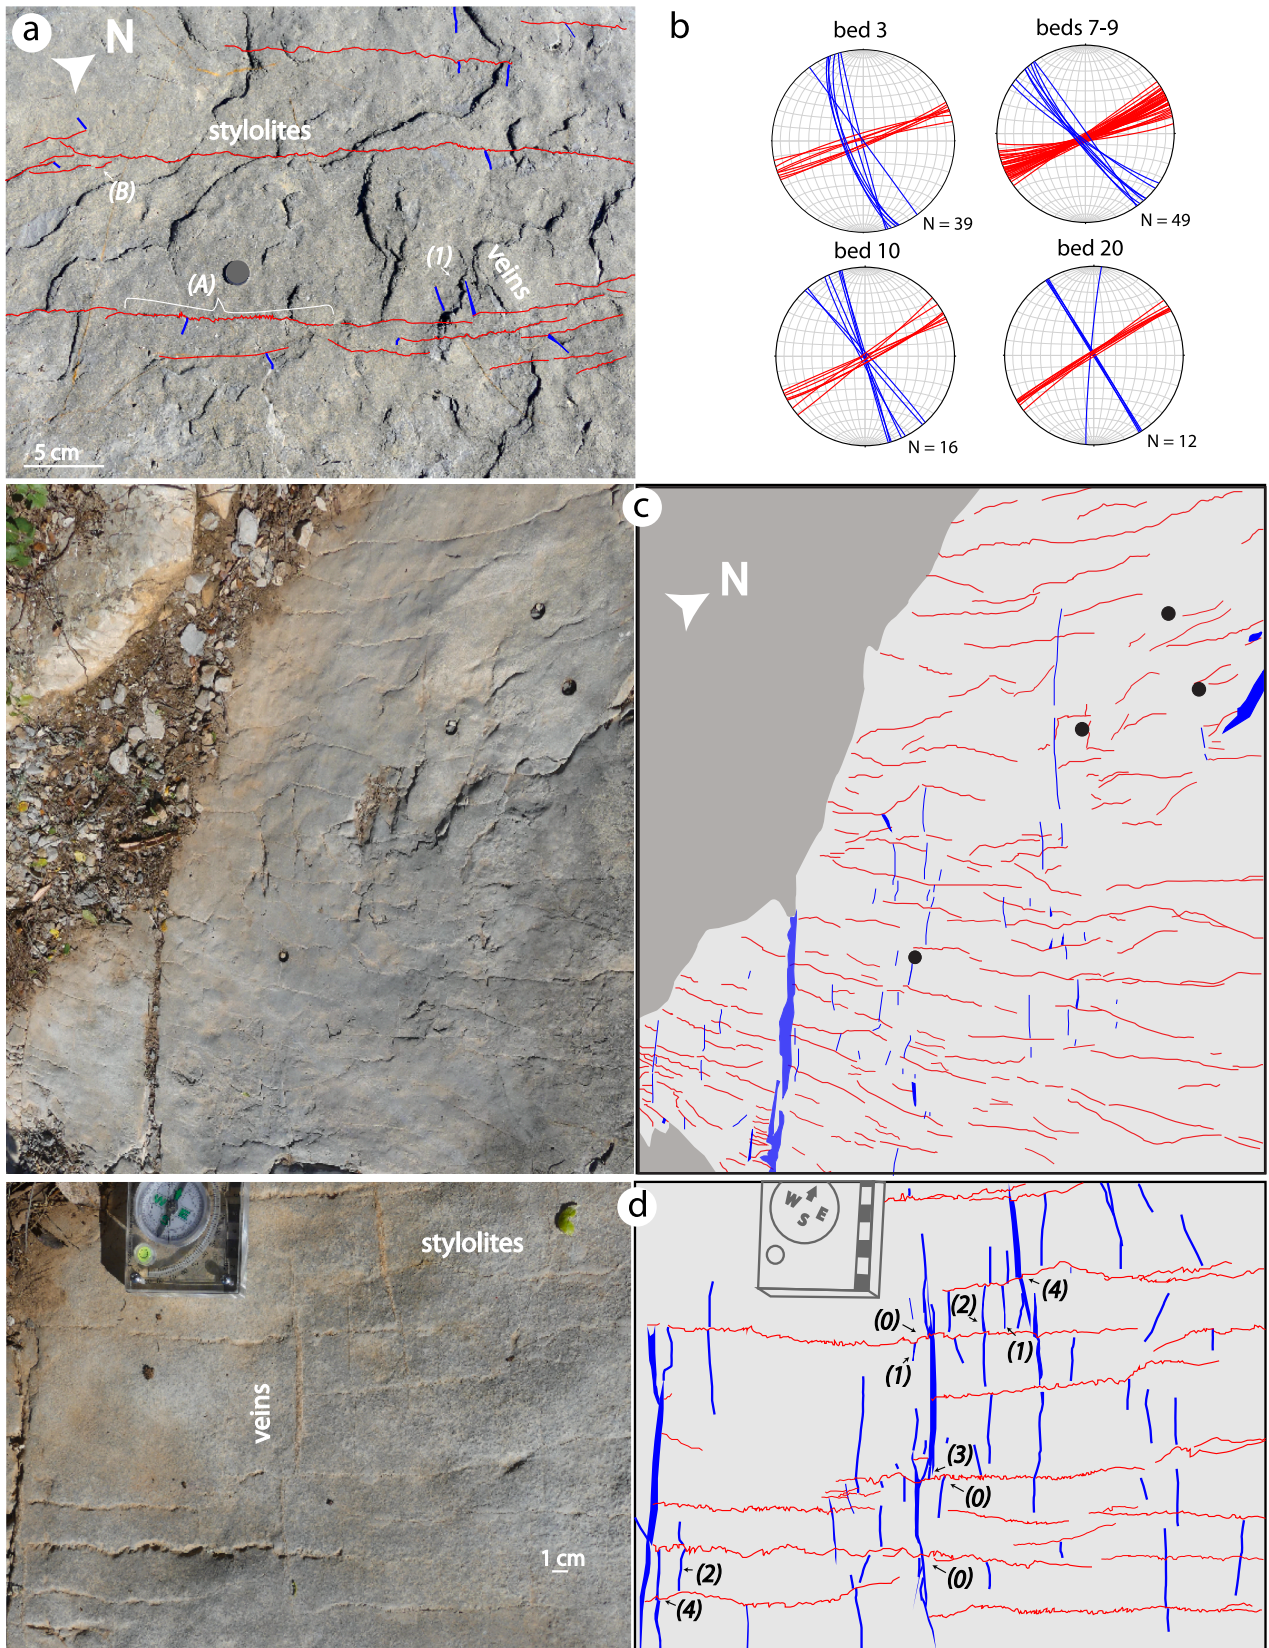 a
N
stylolites
(B)
(A)
(1)
veins
5 cm
b
bed 3
N = 39
beds 7-9
N = 49
bed 10
N = 16
bed 20
N = 12
c
N
stylolites
veins
1 cm
d
W
S
E
(4)
(2)
(0)
(1)
(1)
(3)
(0)
(0)
(2)
(4)